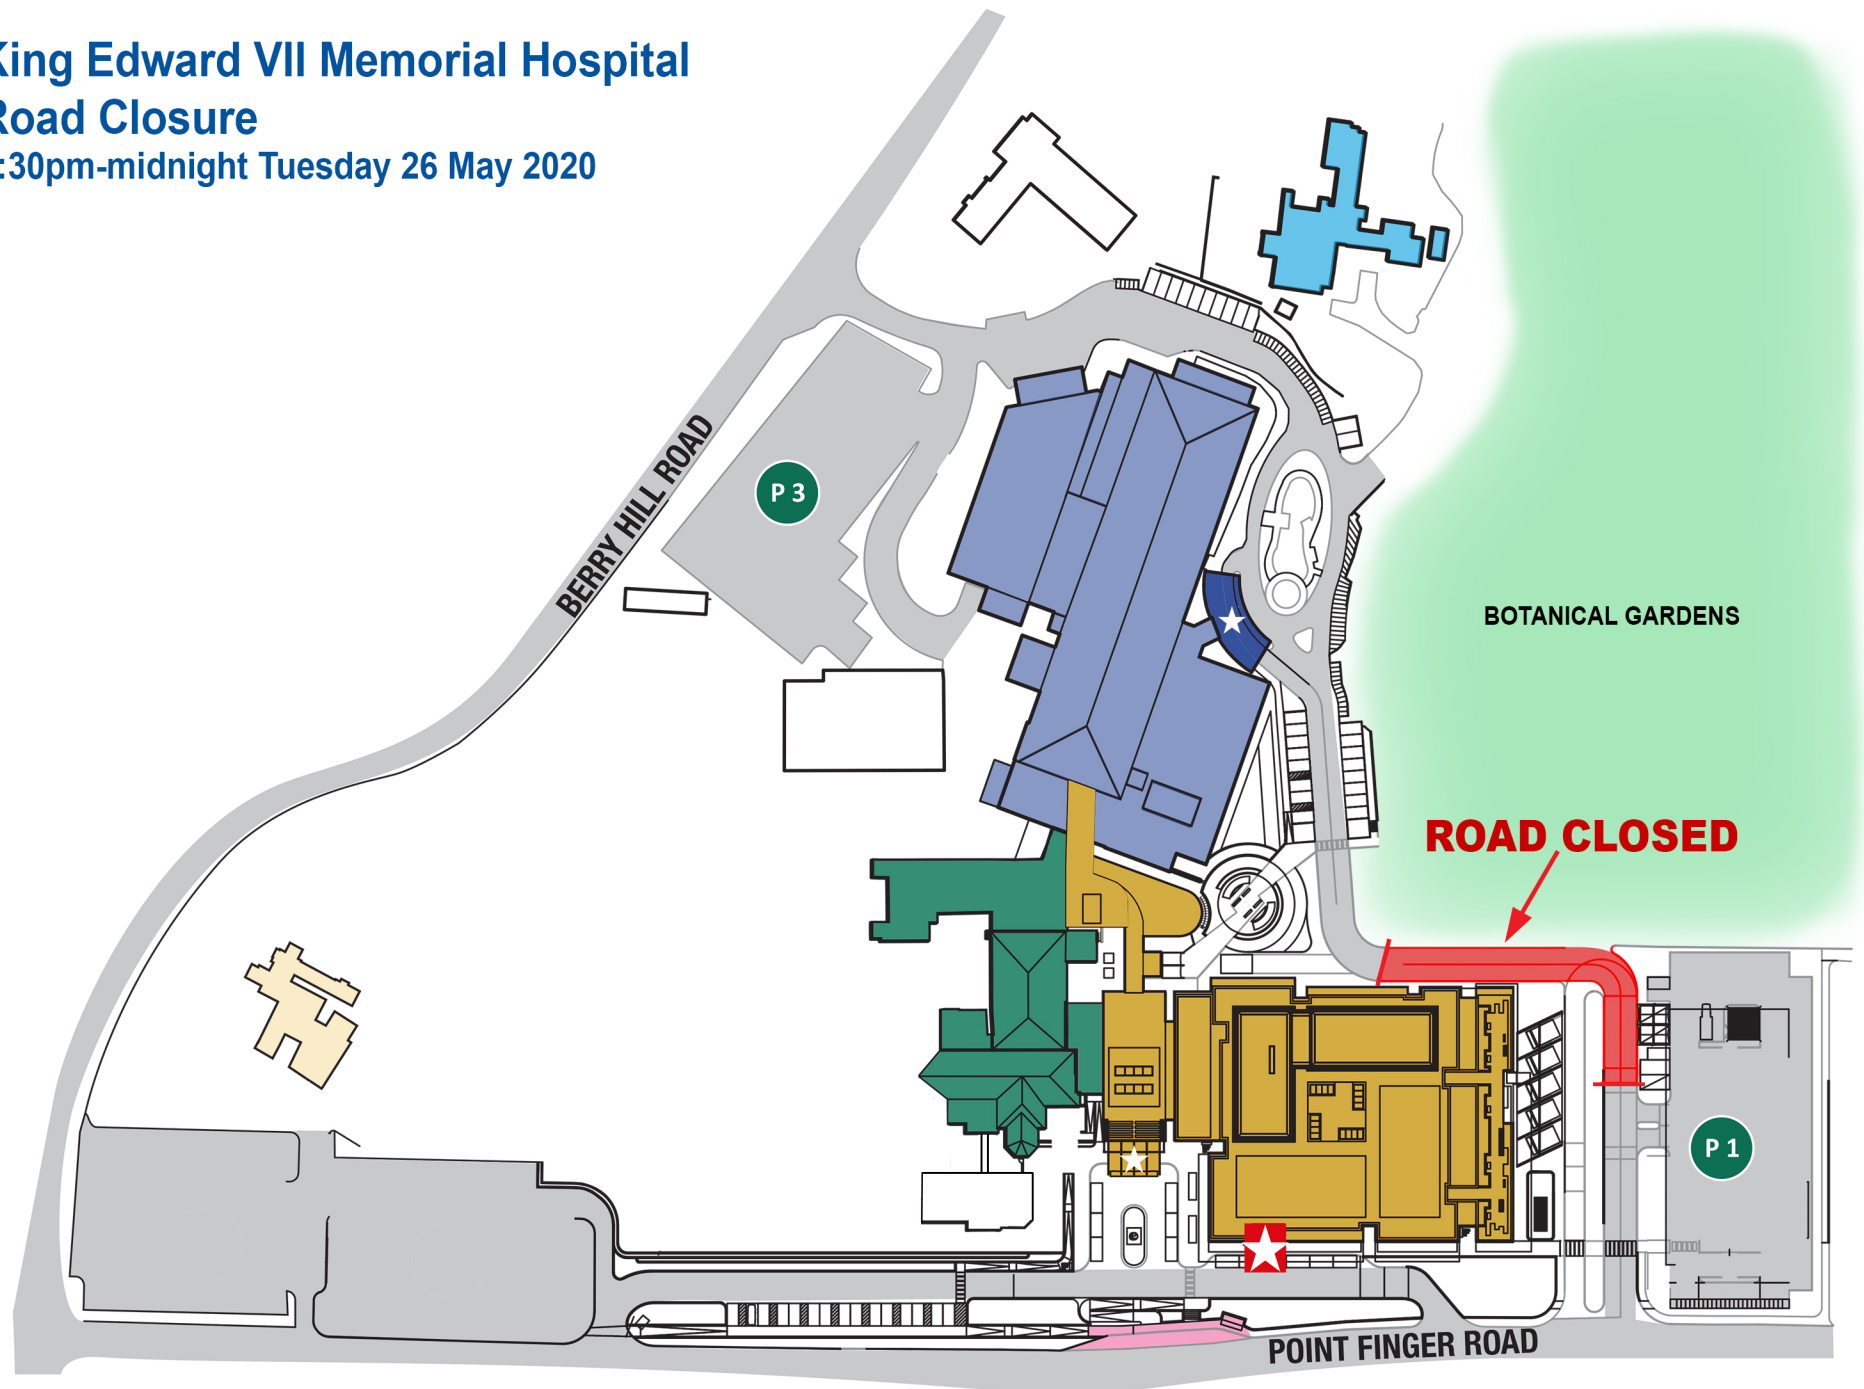 King Edward VII Memorial Hospital
Road Closure
:30pm-midnight Tuesday 26 May 2020
BERRY HILL ROAD
P 3
BOTANICAL GARDENS
ROAD CLOSED
P 1
POINT FINGER ROAD